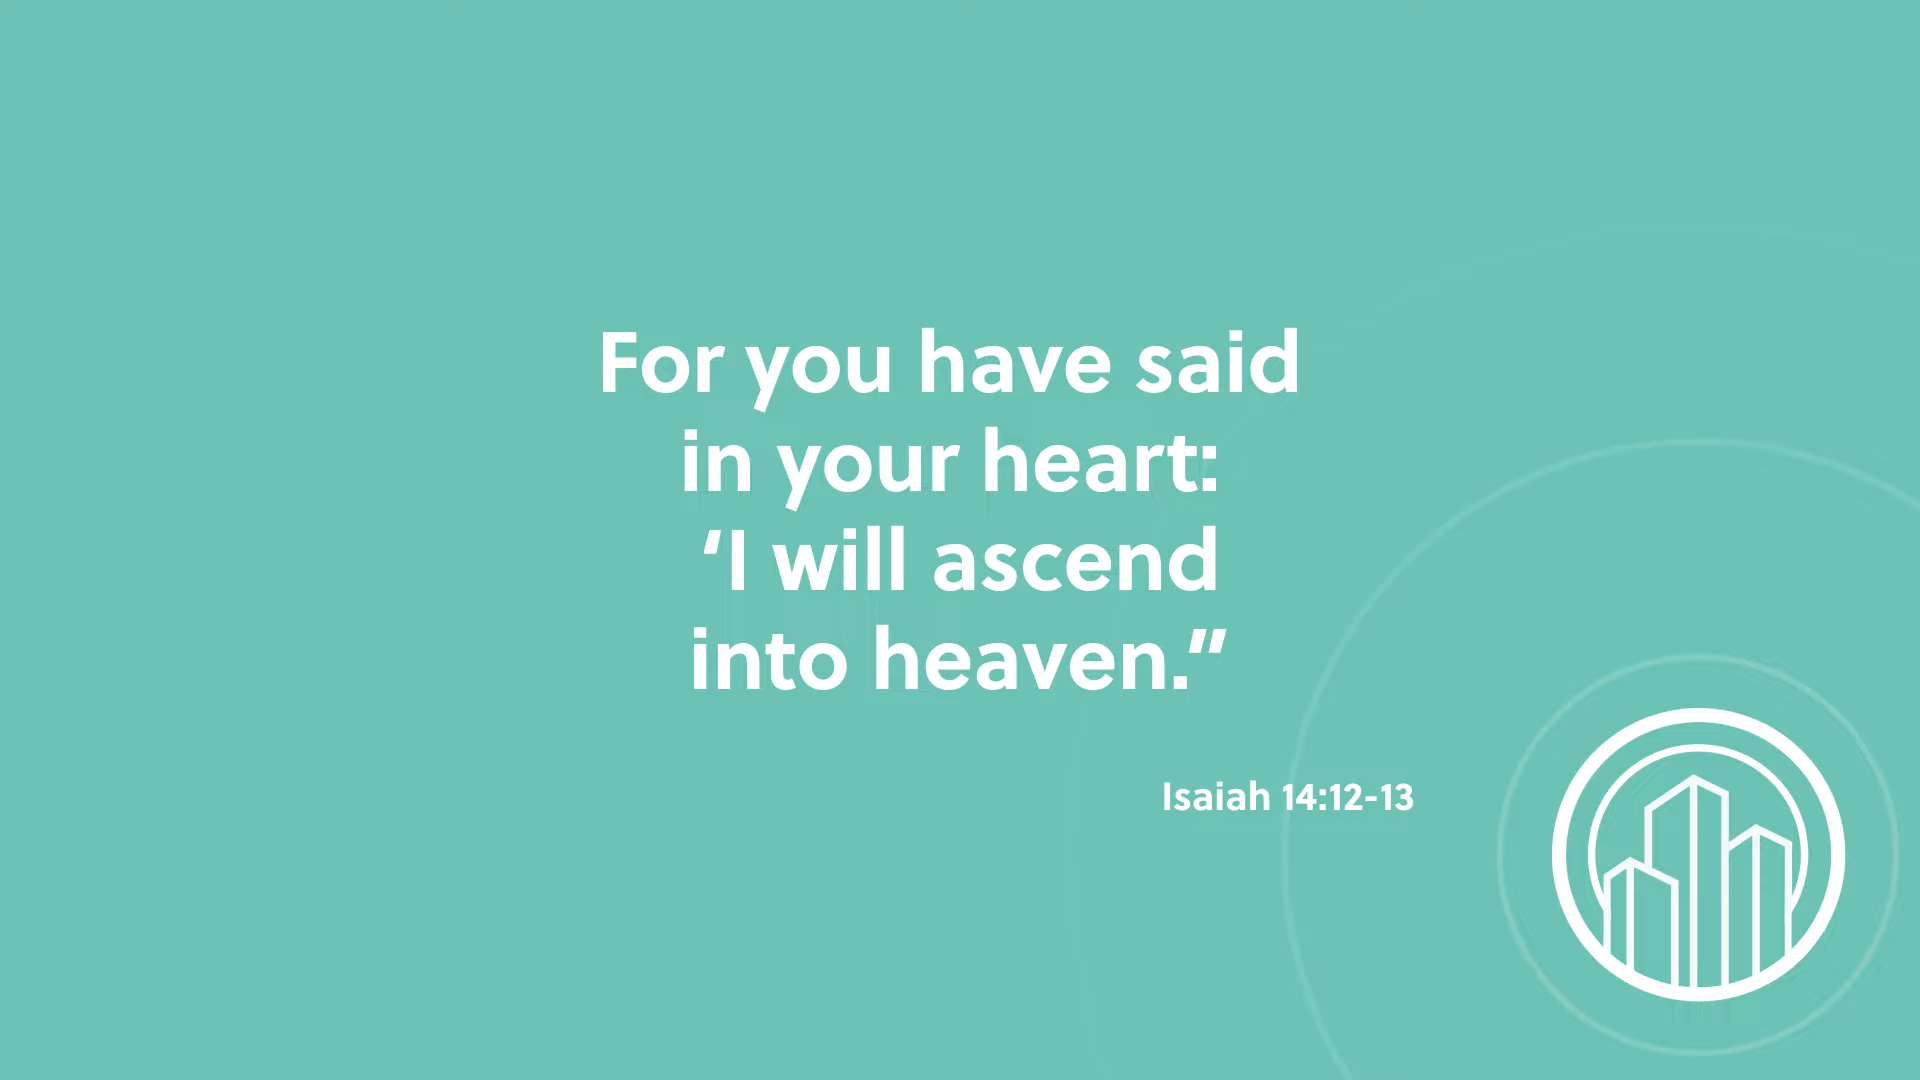 For you have said
in your heart:
‘I will ascend
into heaven.”
Isaiah 14:12-13